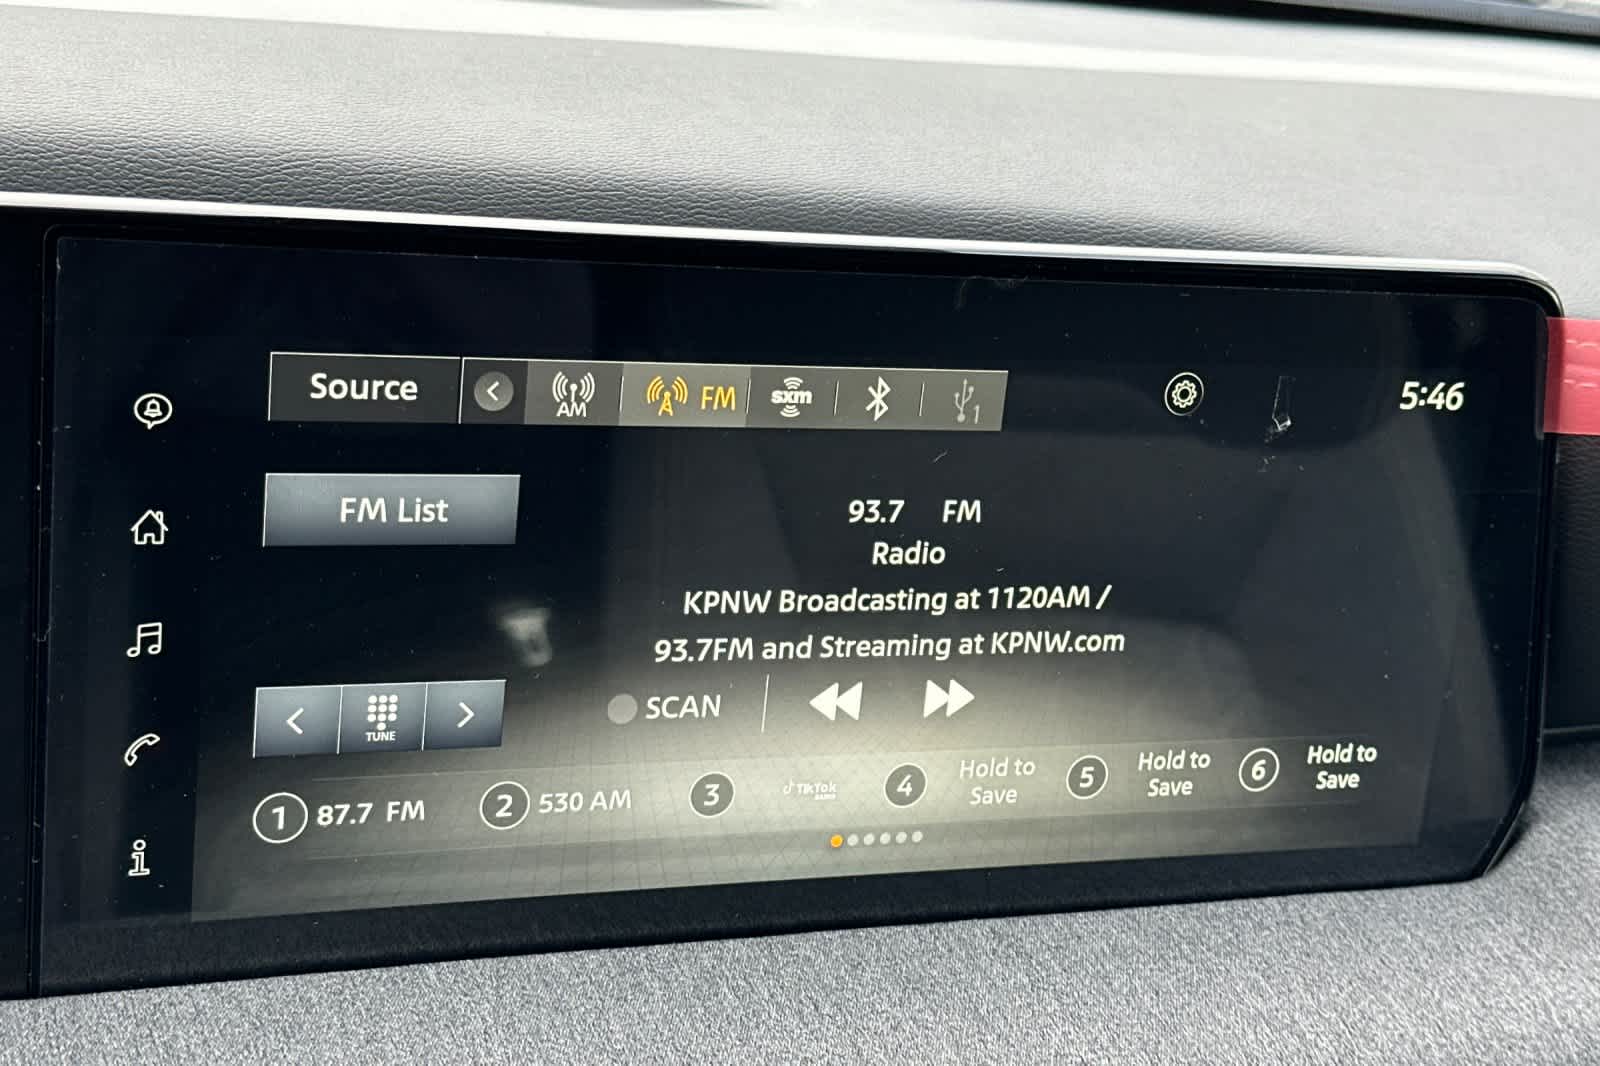 Source
AM
FM
sxm
1
5:46
FM List
93.7 FM
Radio
KPNW Broadcasting at 1120AM /
93.7FM and Streaming at KPNW.com
TUNE
SCAN
1 87.7 FM
2 530 AM
3 TikTok
4 Hold to
Save
5 Hold to
Save
6 Hold to
Save